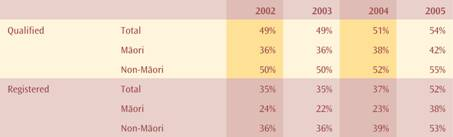 2002 2003 2004 2005
Qualified Total 49% 49% 51% 54%
Māori 36% 36% 38% 42%
Non-Māori 50% 50% 52% 55%
Registered Total 35% 35% 37% 52%
Māori 24% 22% 23% 38%
Non-Māori 36% 36% 39% 53%